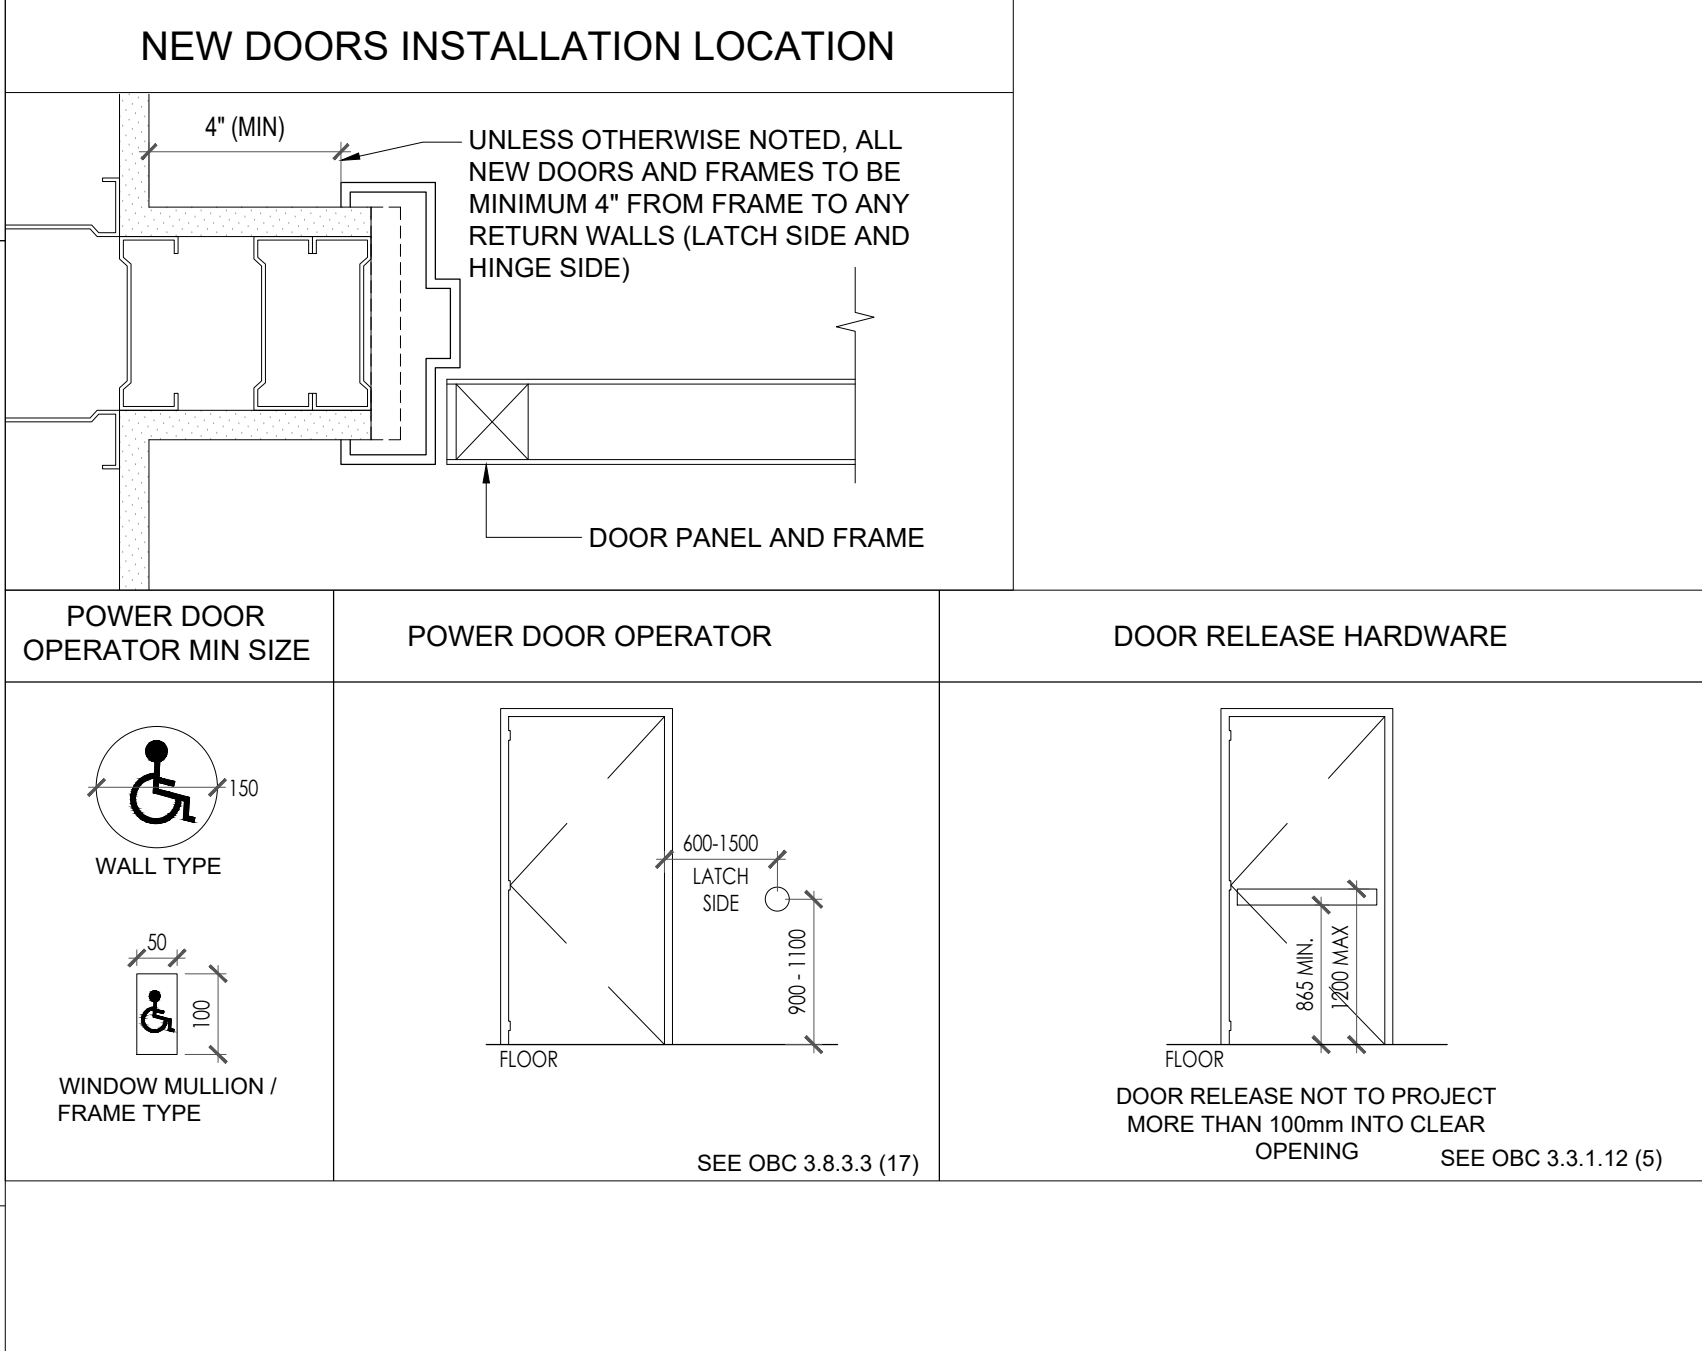 NEW DOORS INSTALLATION LOCATION
4" (MIN)
UNLESS OTHERWISE NOTED, ALL
NEW DOORS AND FRAMES TO BE
MINIMUM 4" FROM FRAME TO ANY
RETURN WALLS (LATCH SIDE AND
HINGE SIDE)
DOOR PANEL AND FRAME
POWER DOOR
OPERATOR MIN SIZE
150
WALL TYPE
50
100
WINDOW MULLION /
FRAME TYPE
POWER DOOR OPERATOR
600-1500
LATCH
SIDE
900 - 1100
FLOOR
SEE OBC 3.8.3.3 (17)
DOOR RELEASE HARDWARE
865 MIN.
1200 MAX
FLOOR
DOOR RELEASE NOT TO PROJECT
MORE THAN 100mm INTO CLEAR
OPENING
SEE OBC 3.3.1.12 (5)